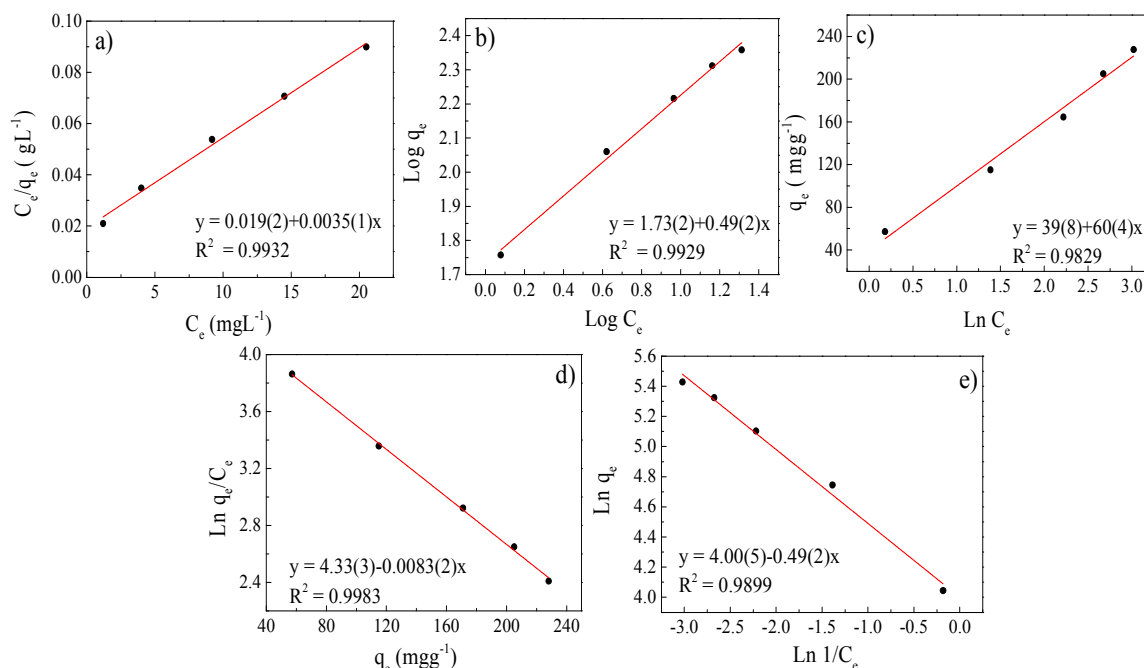 a)
0.10
0.08
0.06
0.04
0.02
0.00
C_e/q_e ( gL^-1)
y = 0.019(2)+0.0035(1)x
R^2 = 0.9932
0 5 10 15 20
C_e (mgL^-1)
b)
2.4
2.3
2.2
2.1
2.0
1.9
1.8
1.7
Log q_e
y = 1.73(2)+0.49(2)x
R^2 = 0.9929
0.0 0.2 0.4 0.6 0.8 1.0 1.2 1.4
Log C_e
c)
240
200
160
120
80
40
q_e ( mgg^-1)
y = 39(8)+60(4)x
R^2 = 0.9829
0.0 0.5 1.0 1.5 2.0 2.5 3.0
Ln C_e
d)
4.0
3.6
3.2
2.8
2.4
Ln q_e/C_e
y = 4.33(3)-0.0083(2)x
R^2 = 0.9983
40 80 120 160 200 240
q_e (mgg^-1)
e)
5.6
5.4
5.2
5.0
4.8
4.6
4.4
4.2
4.0
Ln q_e
y = 4.00(5)-0.49(2)x
R^2 = 0.9899
-3.0 -2.5 -2.0 -1.5 -1.0 -0.5 0.0
Ln 1/C_e